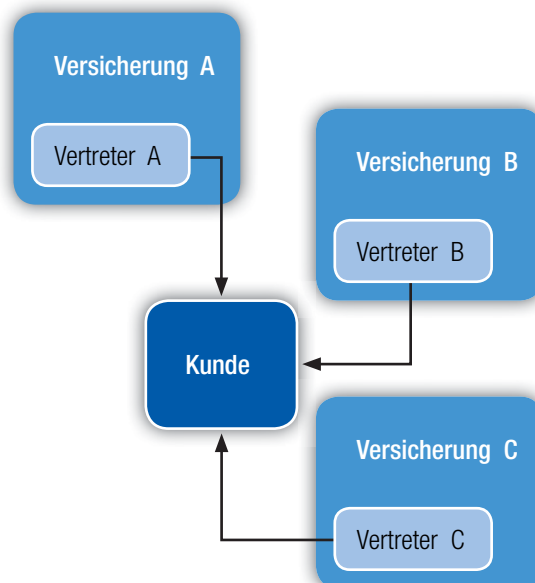 Versicherung A
Vertreter A
Versicherung B
Vertreter B
Kunde
Versicherung C
Vertreter C